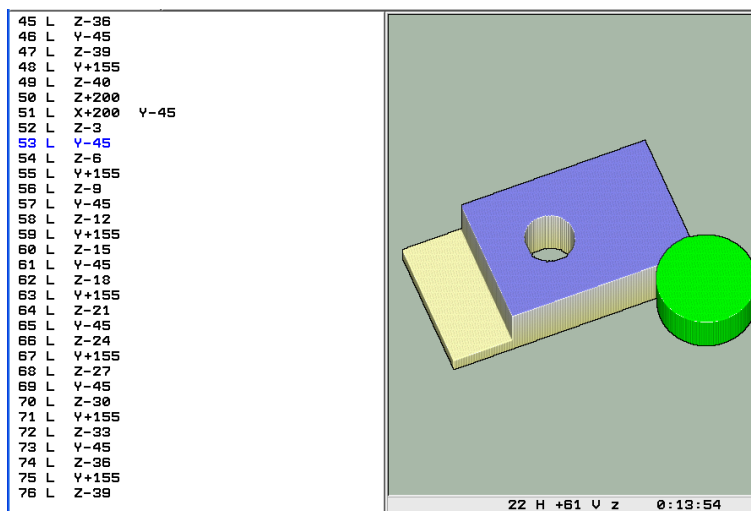 45 L Z-36
46 L Y-45
47 L Z-39
48 L Y+155
49 L Z-40
50 L Z+200
51 L X+200 Y-45
52 L Z-3
53 L Y-45
54 L Z-6
55 L Y+155
56 L Z-9
57 L Y-45
58 L Z-12
59 L Y+155
60 L Z-15
61 L Y-45
62 L Z-18
63 L Y+155
64 L Z-21
65 L Y-45
66 L Z-24
67 L Y+155
68 L Z-27
69 L Y-45
70 L Z-30
71 L Y+155
72 L Z-33
73 L Y-45
74 L Z-36
75 L Y+155
76 L Z-39
22 H +61 V z 0:13:54